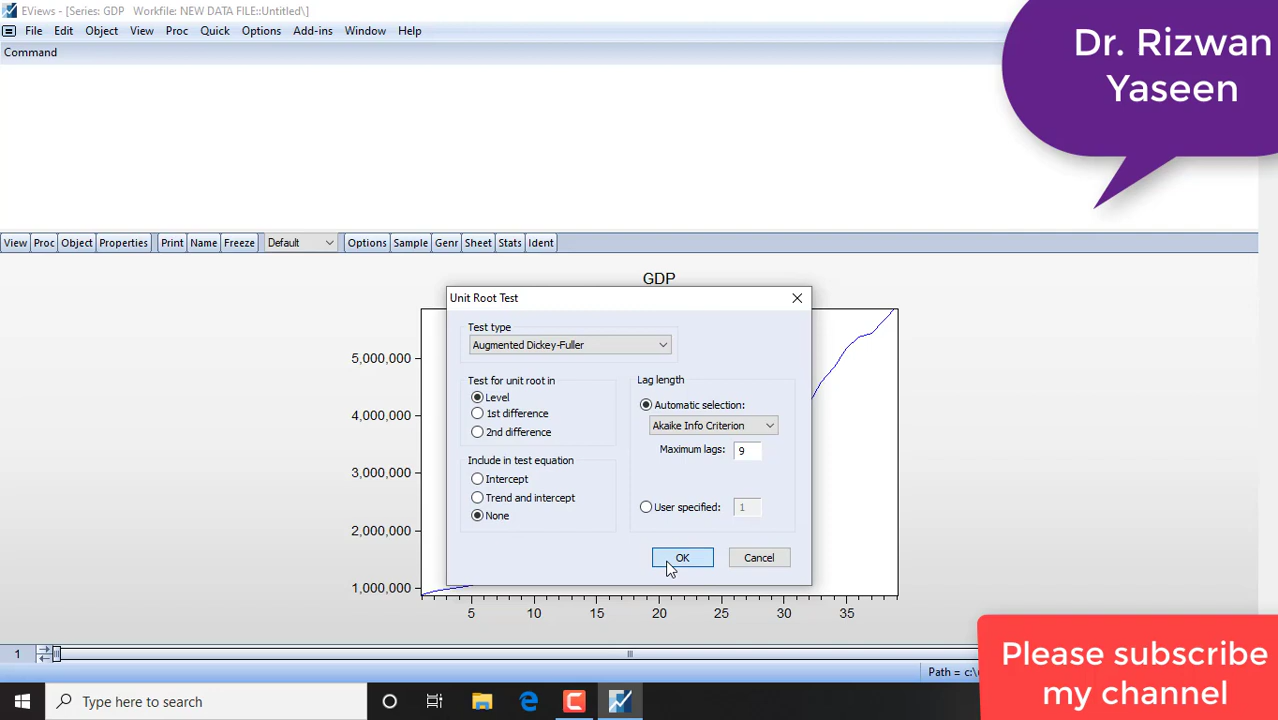 EViews - [Series: GDP   Workfile: NEW DATA FILE::Untitled\]
File Edit Object View Proc Quick Options Add-ins Window Help
Command
Dr. Rizwan
Yaseen
View Proc Object Properties Print Name Freeze Default Options Sample Genr Sheet Stats Ident
GDP
Unit Root Test
Test type
Augmented Dickey-Fuller
Test for unit root in
Level
1st difference
2nd difference
Include in test equation
Intercept
Trend and intercept
None
Lag length
Automatic selection:
Akaike Info Criterion
Maximum lags: 9
User specified: 1
OK Cancel
5,000,000
4,000,000
3,000,000
2,000,000
1,000,000
5 10 15 20 25 30 35
1
Path = c:\
Please subscribe
my channel
Type here to search